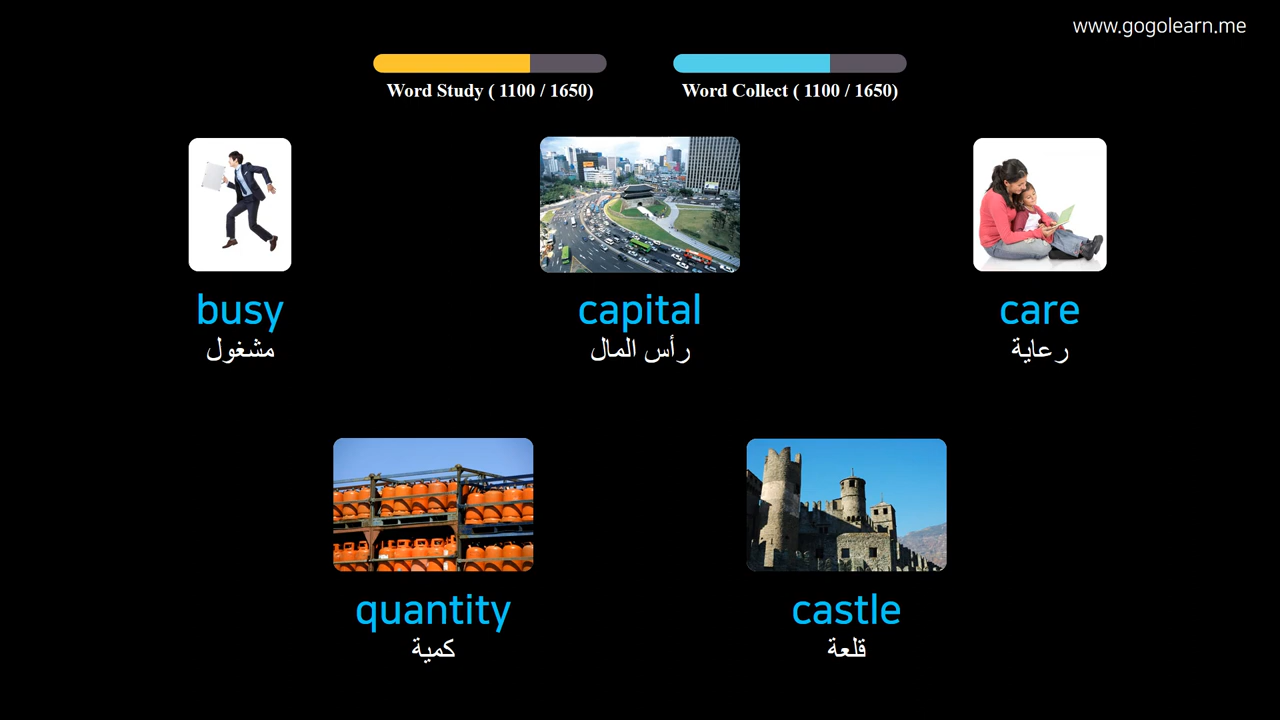 www.gogolearn.me
Word Study ( 1100 / 1650)
Word Collect ( 1100 / 1650)
busy
مشغول
capital
رأس المال
care
رعاية
quantity
كمية
castle
قلعة